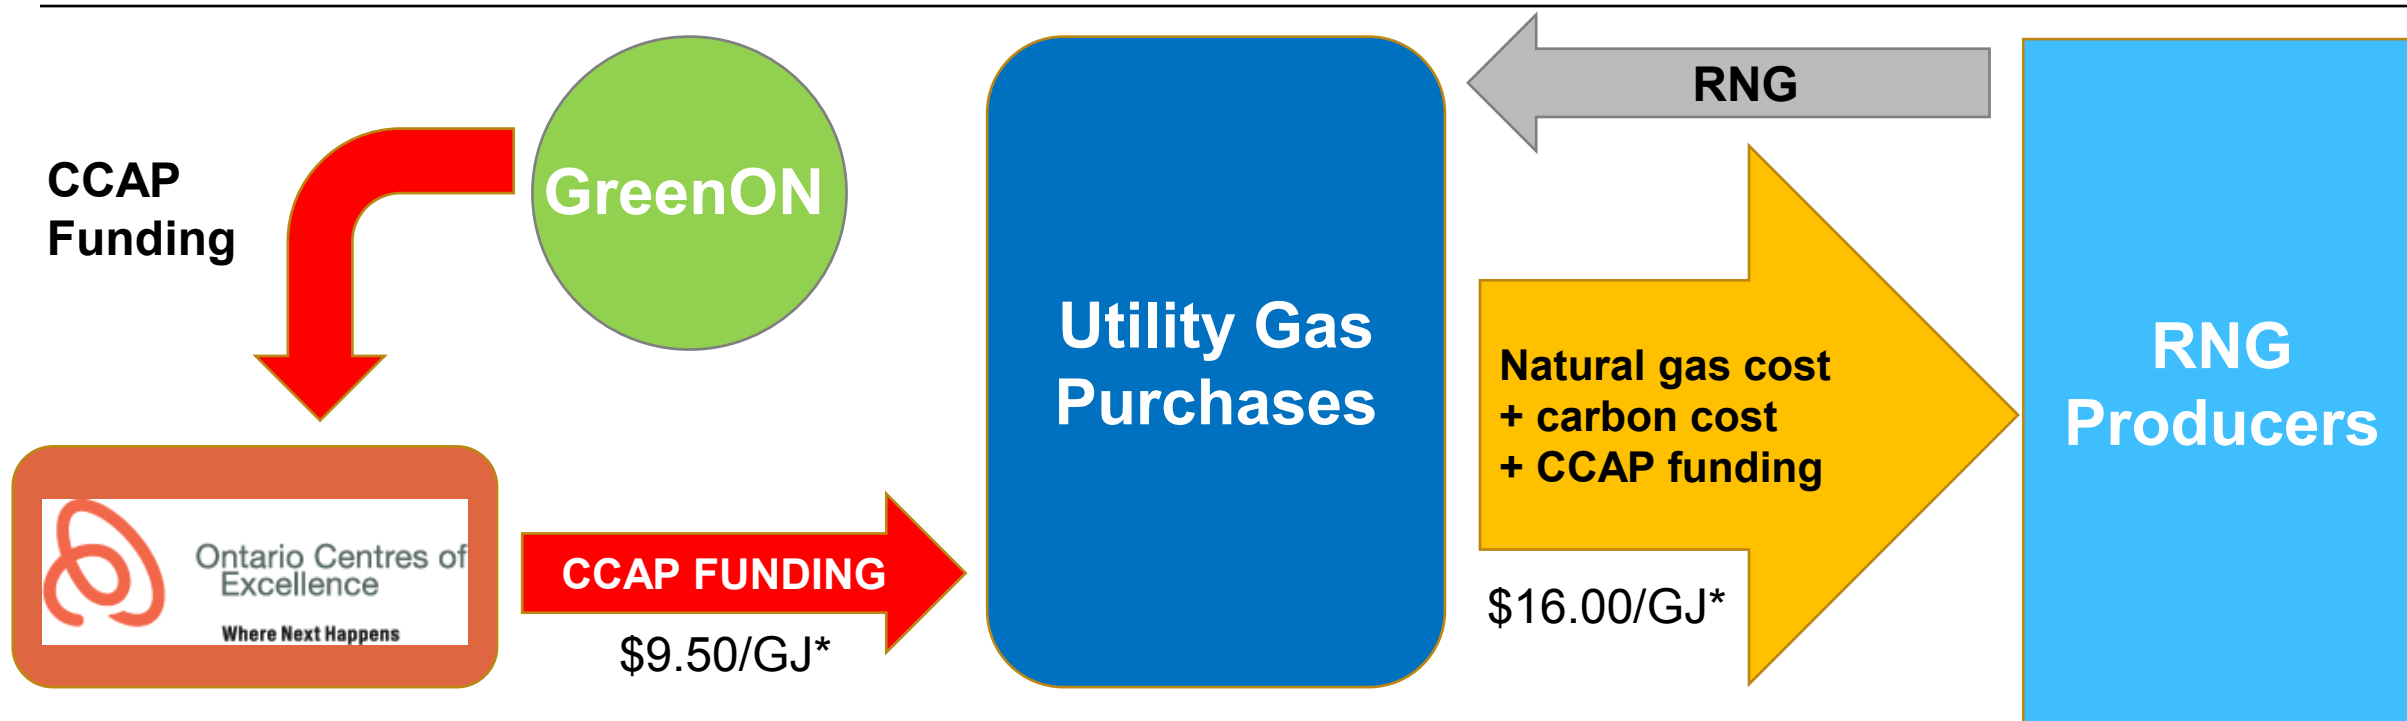 CCAP
Funding
GreenON
Ontario Centres of
Excellence
Where Next Happens
CCAP FUNDING
$9.50/GJ*
Utility Gas
Purchases
RNG
Natural gas cost
+ carbon cost
+ CCAP funding
$16.00/GJ*
RNG
Producers